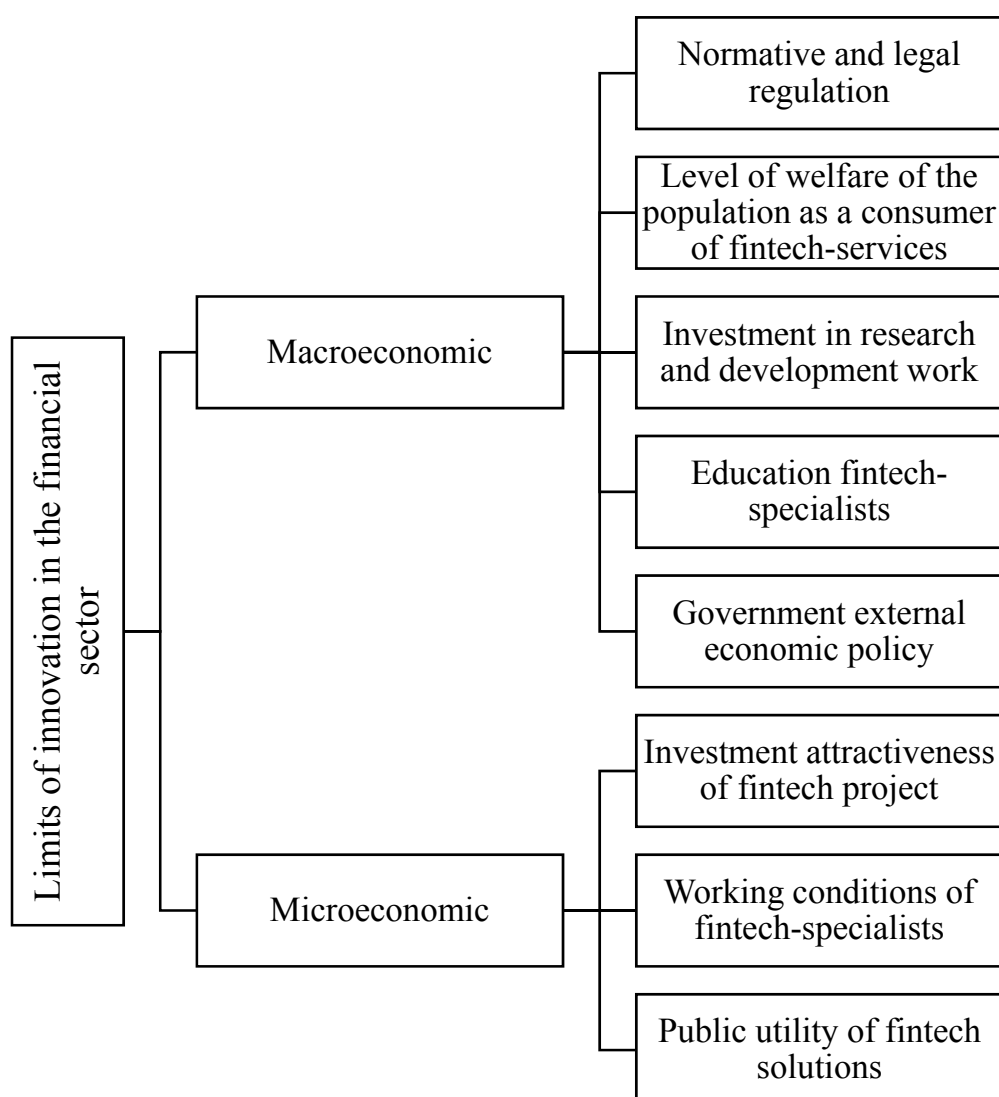 Limits of innovation in the financial
sector
Macroeconomic
Normative and legal
regulation
Level of welfare of the
population as a consumer
of fintech-services
Investment in research
and development work
Education fintech-
specialists
Government external
economic policy
Microeconomic
Investment attractiveness
of fintech project
Working conditions of
fintech-specialists
Public utility of fintech
solutions